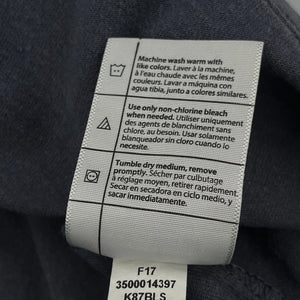 Machine wash warm with
like colors. Laver à la machine,
à l'eau chaude avec les mêmes
couleurs. Lavar a máquina con
agua tibia, junto a colores similares.
Use only non-chlorine bleach
when needed. Utiliser uniquement
des agents de blanchiment sans
chlore, au besoin. Usar solamente
blanqueador sin cloro cuando lo
necesite.
Tumble dry medium, remove
promptly. Sécher par culbutage
à réglage moyen, retirer rapidement.
Secar en secadora en ciclo medio, y
sacar inmediatamente.
F17
3500014397
K87BLS